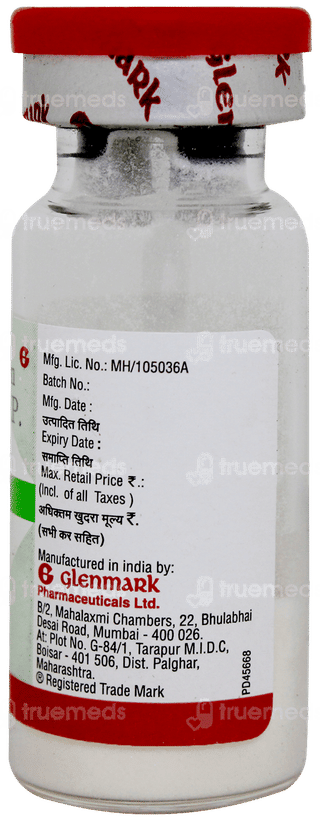 Glenmark
Mfg. Lic. No.: MH/105036A
Batch No.:
Mfg. Date :
उत्पादित तिथि
Expiry Date :
समाप्ति तिथि
Max. Retail Price ₹.:
(Incl. of all Taxes )
अधिकतम खुदरा मूल्य ₹.
(सभी कर सहित)
Manufactured in india by:
G glenmark
Pharmaceuticals Ltd.
B/2, Mahalaxmi Chambers, 22, Bhulabhai
Desai Road, Mumbai - 400 026.
At: Plot No. G-84/1, Tarapur M.I.D.C,
Boisar - 401 506, Dist. Palghar,
Maharashtra.
® Registered Trade Mark
PD45668
truemeds